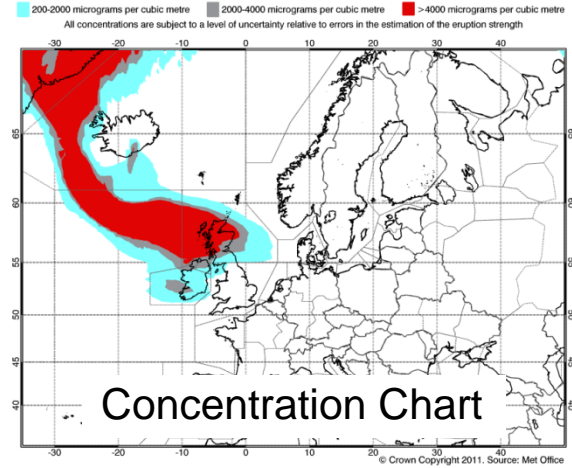 200-2000 micrograms per cubic metre 2000-4000 micrograms per cubic metre >4000 micrograms per cubic metre
All concentrations are subject to a level of uncertainty relative to errors in the estimation of the eruption strength
-30 -20 -10 0 10 20 30 40
65
60
55
50
45
40
Concentration Chart
-30 -20 -10 0 10 20 30 40
© Crown Copyright 2011. Source: Met Office